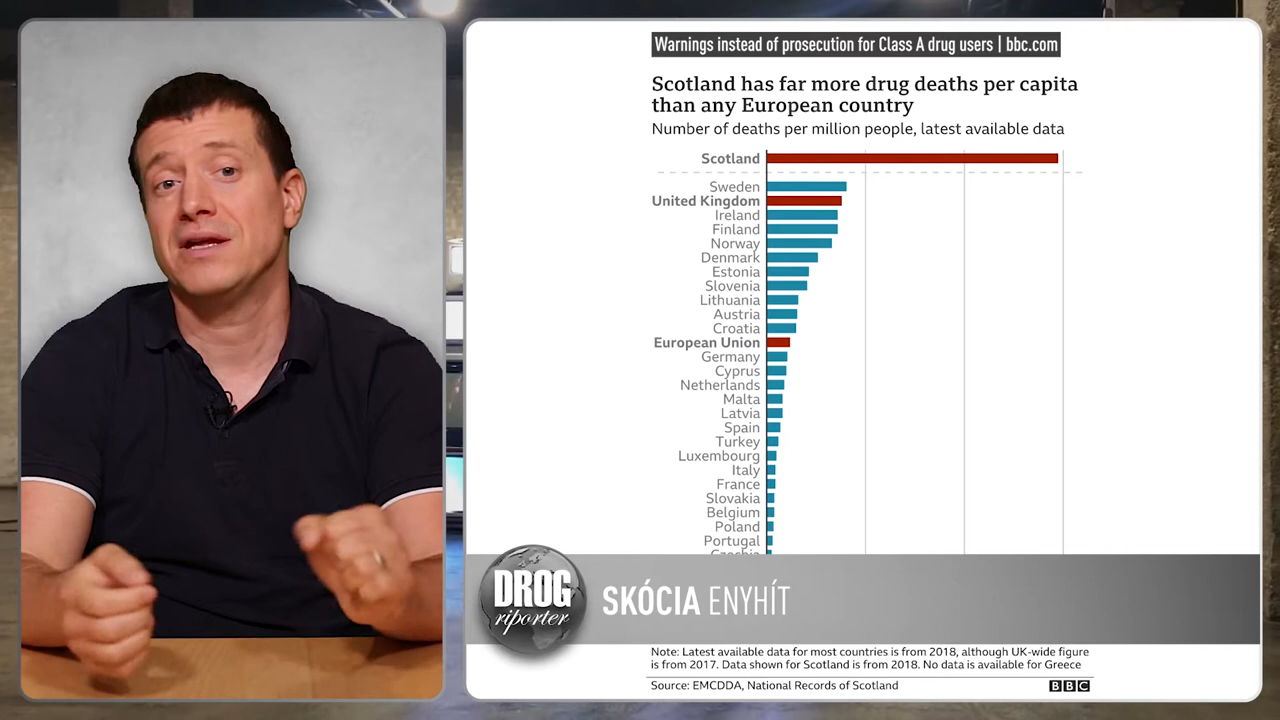 Warnings instead of prosecution for Class A drug users | bbc.com
Scotland has far more drug deaths per capita
than any European country
Number of deaths per million people, latest available data
Scotland
Sweden
United Kingdom
Ireland
Finland
Norway
Denmark
Estonia
Slovenia
Lithuania
Austria
Croatia
European Union
Germany
Cyprus
Netherlands
Malta
Latvia
Spain
Turkey
Luxembourg
Italy
France
Slovakia
Belgium
Poland
Portugal
DROG
riporter
SKÓCIA ENYHÍT
Note: Latest available data for most countries is from 2018, although UK-wide figure
is from 2017. Data shown for Scotland is from 2018. No data is available for Greece
Source: EMCDDA, National Records of Scotland
BBC